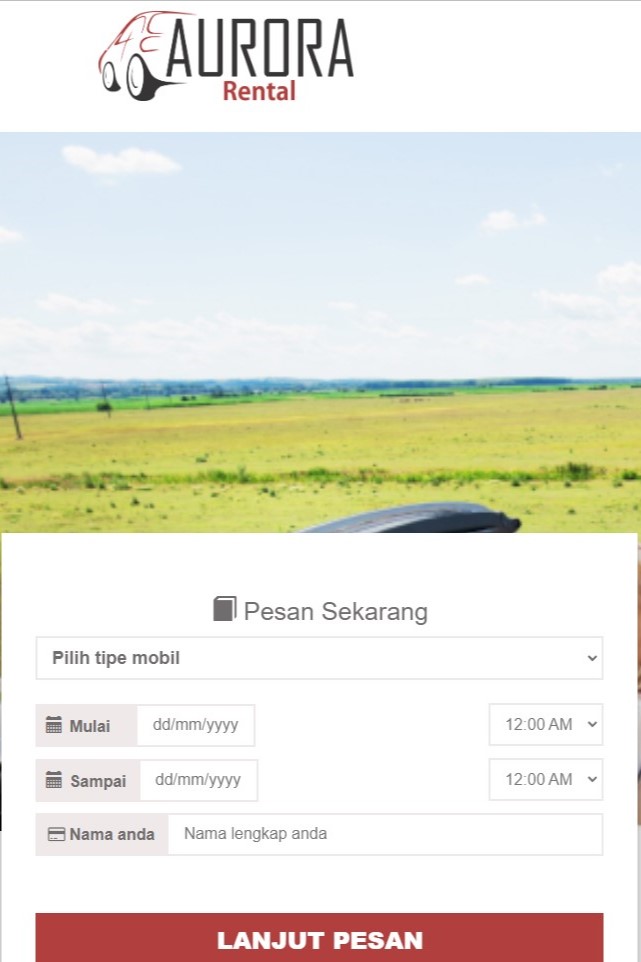 AURORA
Rental
Pesan Sekarang
Pilih tipe mobil
Mulai dd/mm/yyyy 12:00 AM
Sampai dd/mm/yyyy 12:00 AM
Nama anda Nama lengkap anda
LANJUT PESAN